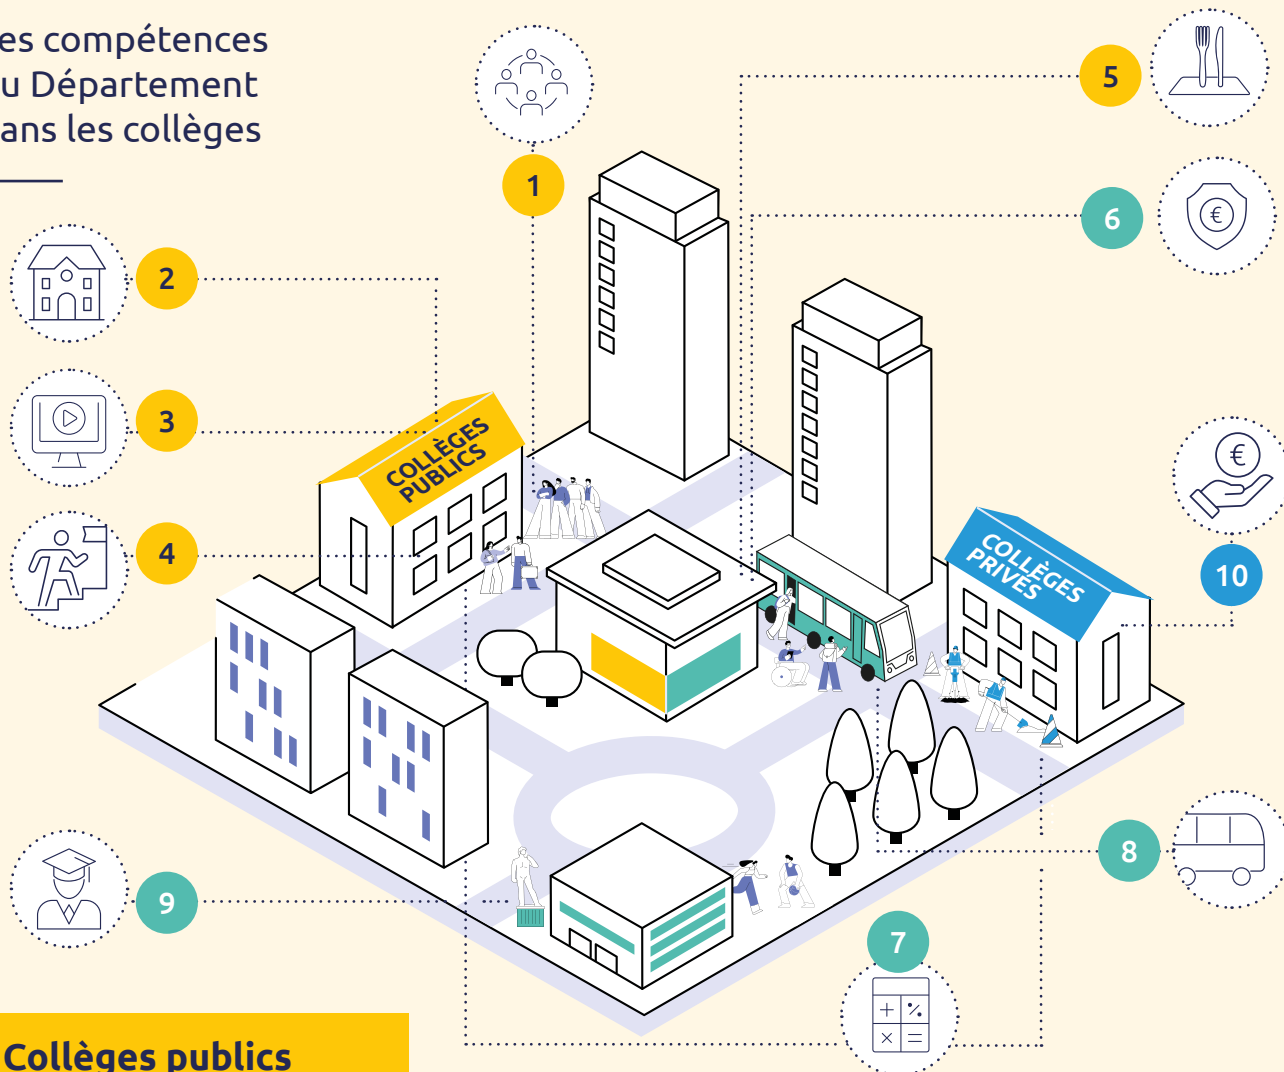 es compétences
u Département
ans les collèges
1
5
6
2
3
4
COLLÈGES
PUBLICS
COLLÈGES
PRIVÉS
€
€
10
8
9
7
+ %
× =
Collèges publics